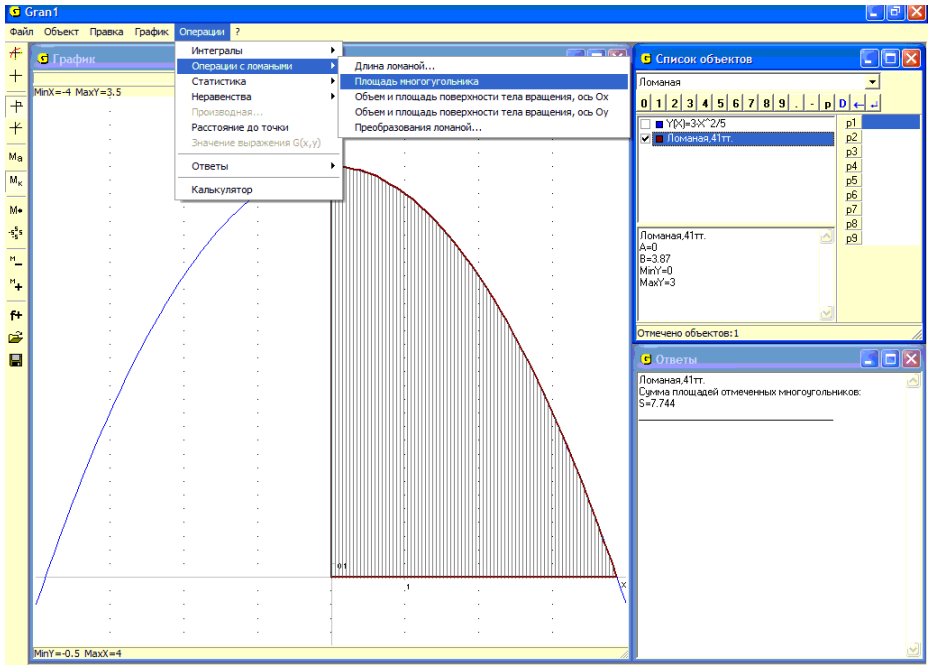 Gran1
Файл Объект Правка График Операции ?
График
MinX=-4 MaxY=3.5
Интегралы
Операции с ломаными
Статистика
Неравенства
Производная...
Расстояние до точки
Значение выражения G(x,y)
Ответы
Калькулятор
Длина ломаной...
Площадь многоугольника
Объем и площадь поверхности тела вращения, ось Ox
Объем и площадь поверхности тела вращения, ось Oy
Преобразования ломаной...
Ма
Мк
0.1
.1
x
MinY=-0.5 MaxX=4
Список объектов
Ломаная
0 1 2 3 4 5 6 7 8 9 . - p D
Y(X)=3-X^2/5
Ломаная,41тт.
p1
p2
p3
p4
p5
p6
p7
p8
p9
Ломаная,41тт.
A=0
B=3.87
MinY=0
MaxY=3
Отмечено объектов:1
Ответы
Ломаная,41тт.
Сумма площадей отмеченных многоугольников:
S=7.744